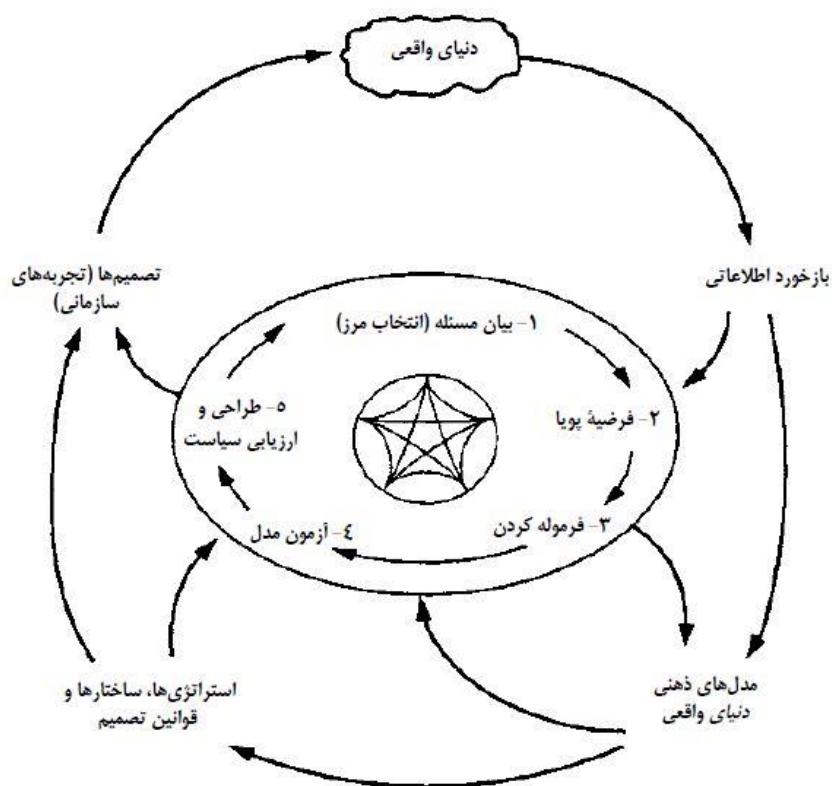 دنیای واقعی
تصمیم‌ها (تجربه‌های
سازمانی)
بازخورد اطلاعاتی
۱- بیان مسئله (انتخاب مرز)
۲- فرضیهٔ پویا
۳- فرموله کردن
۴- آزمون مدل
۵- طراحی و
ارزیابی سیاست
مدل‌های ذهنی
دنیای واقعی
استراتژی‌ها، ساختارها و
قوانین تصمیم